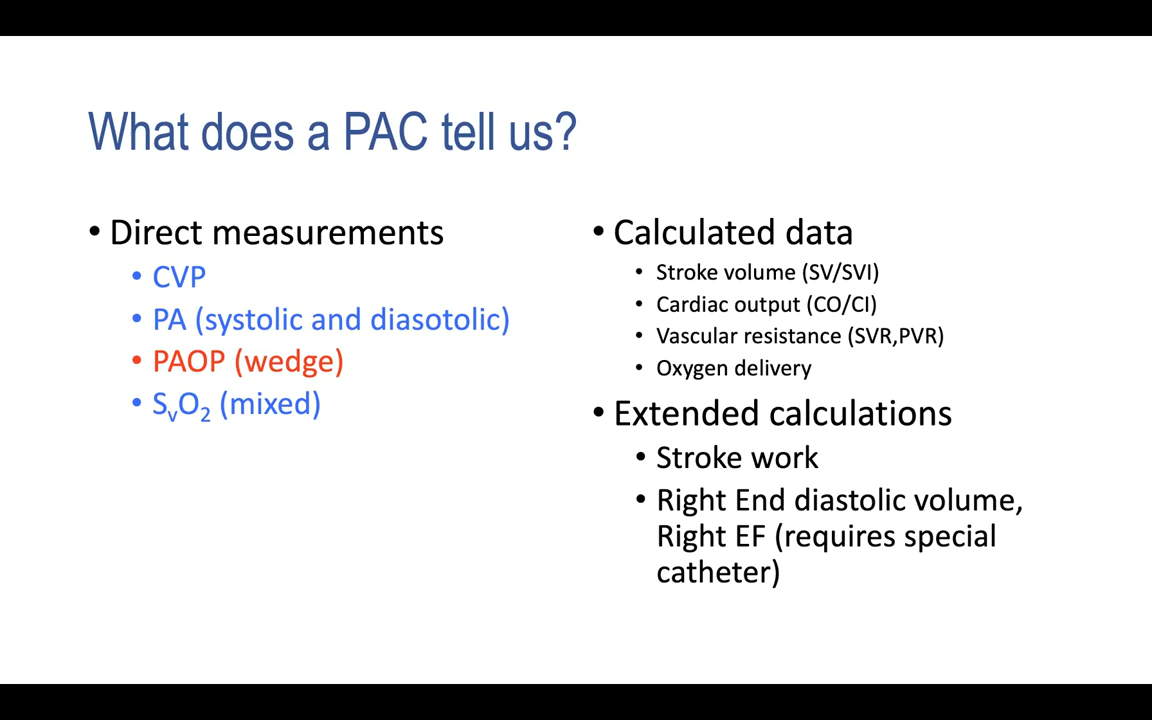 What does a PAC tell us?
• Direct measurements
• CVP
• PA (systolic and diasotolic)
• PAOP (wedge)
• SvO2 (mixed)
• Calculated data
• Stroke volume (SV/SVI)
• Cardiac output (CO/CI)
• Vascular resistance (SVR,PVR)
• Oxygen delivery
• Extended calculations
• Stroke work
• Right End diastolic volume,
Right EF (requires special
catheter)